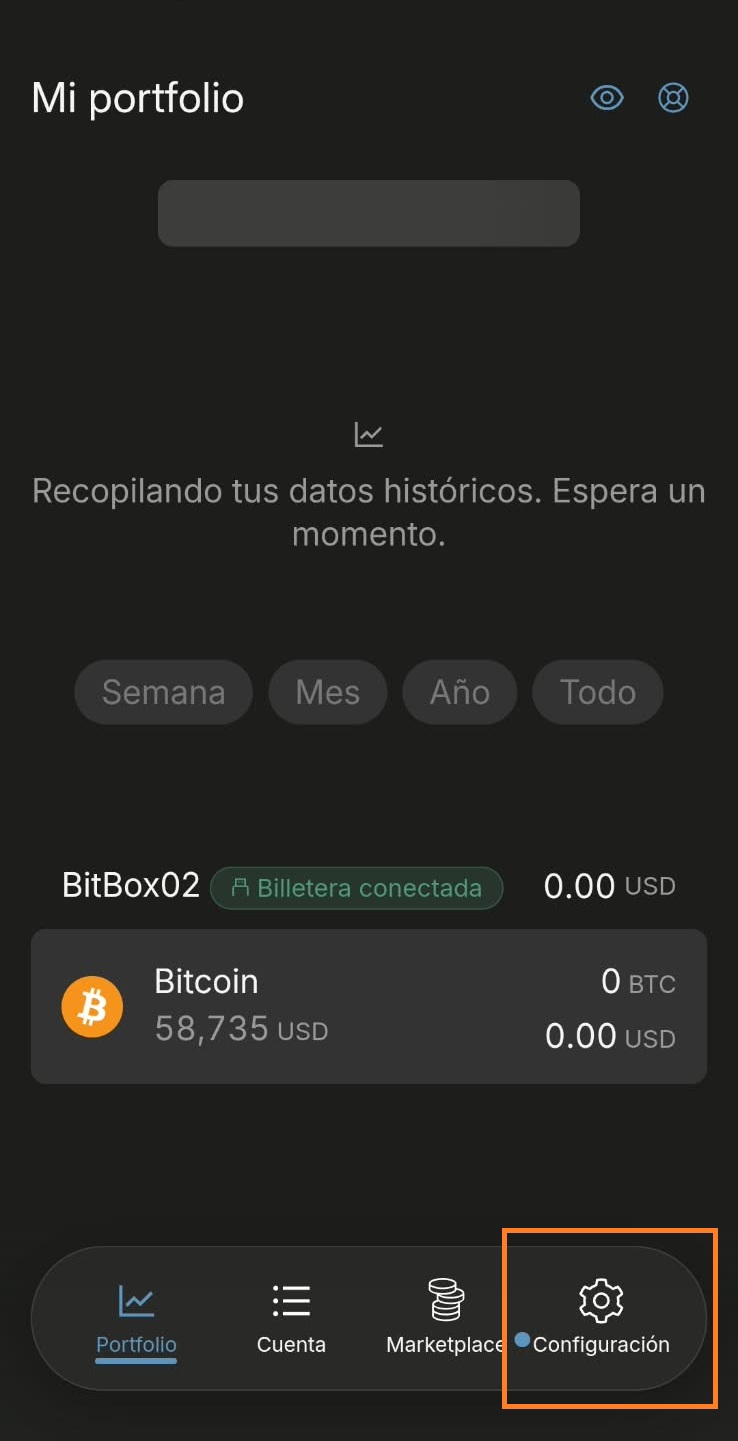 Mi portfolio
Recopilando tus datos históricos. Espera un
momento.
Semana Mes Año Todo
BitBox02 Billetera conectada 0.00 USD
Bitcoin 0 BTC
58,735 USD 0.00 USD
Portfolio Cuenta Marketplace Configuración